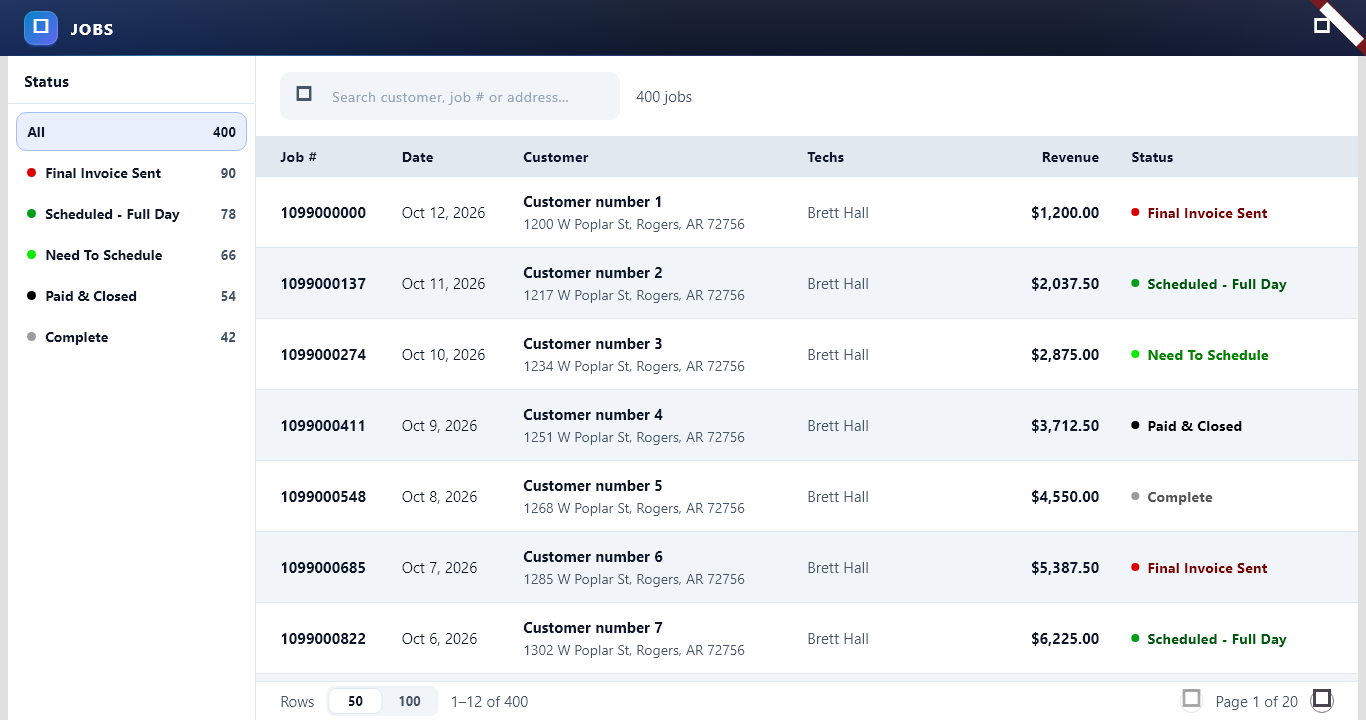 JOBS
Status
All 400
Final Invoice Sent 90
Scheduled - Full Day 78
Need To Schedule 66
Paid & Closed 54
Complete 42
Search customer, job # or address...
400 jobs
Job # Date Customer Techs Revenue Status
1099000000 Oct 12, 2026 Customer number 1 Brett Hall $1,200.00 Final Invoice Sent
1200 W Poplar St, Rogers, AR 72756
1099000137 Oct 11, 2026 Customer number 2 Brett Hall $2,037.50 Scheduled - Full Day
1217 W Poplar St, Rogers, AR 72756
1099000274 Oct 10, 2026 Customer number 3 Brett Hall $2,875.00 Need To Schedule
1234 W Poplar St, Rogers, AR 72756
1099000411 Oct 9, 2026 Customer number 4 Brett Hall $3,712.50 Paid & Closed
1251 W Poplar St, Rogers, AR 72756
1099000548 Oct 8, 2026 Customer number 5 Brett Hall $4,550.00 Complete
1268 W Poplar St, Rogers, AR 72756
1099000685 Oct 7, 2026 Customer number 6 Brett Hall $5,387.50 Final Invoice Sent
1285 W Poplar St, Rogers, AR 72756
1099000822 Oct 6, 2026 Customer number 7 Brett Hall $6,225.00 Scheduled - Full Day
1302 W Poplar St, Rogers, AR 72756
Rows 50 100 1–12 of 400 Page 1 of 20